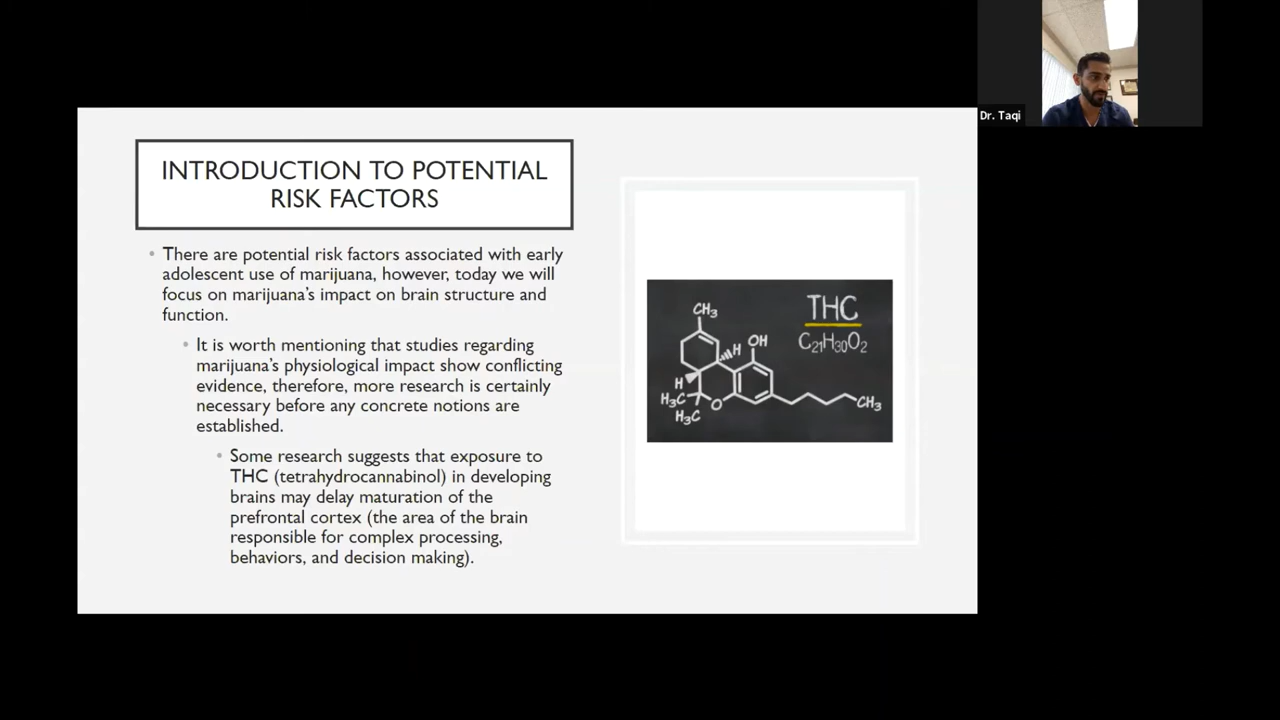 Dr. Taqi
INTRODUCTION TO POTENTIAL
RISK FACTORS
• There are potential risk factors associated with early
adolescent use of marijuana, however, today we will
focus on marijuana's impact on brain structure and
function.
• It is worth mentioning that studies regarding
marijuana's physiological impact show conflicting
evidence, therefore, more research is certainly
necessary before any concrete notions are
established.
• Some research suggests that exposure to
THC (tetrahydrocannabinol) in developing
brains may delay maturation of the
prefrontal cortex (the area of the brain
responsible for complex processing,
behaviors, and decision making).
THC
C₂₁H₃₀O₂
CH₃
OH
H
H
H₃C
O
CH₃
H₃C